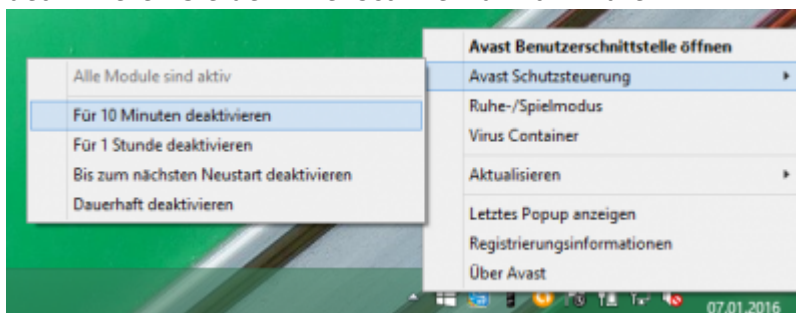 Avast Benutzerschnittstelle öffnen
Avast Schutzsteuerung
Ruhe-/Spielmodus
Virus Container
Aktualisieren
Letztes Popup anzeigen
Registrierungsinformationen
Über Avast
Alle Module sind aktiv
Für 10 Minuten deaktivieren
Für 1 Stunde deaktivieren
Bis zum nächsten Neustart deaktivieren
Dauerhaft deaktivieren
07.01.2016